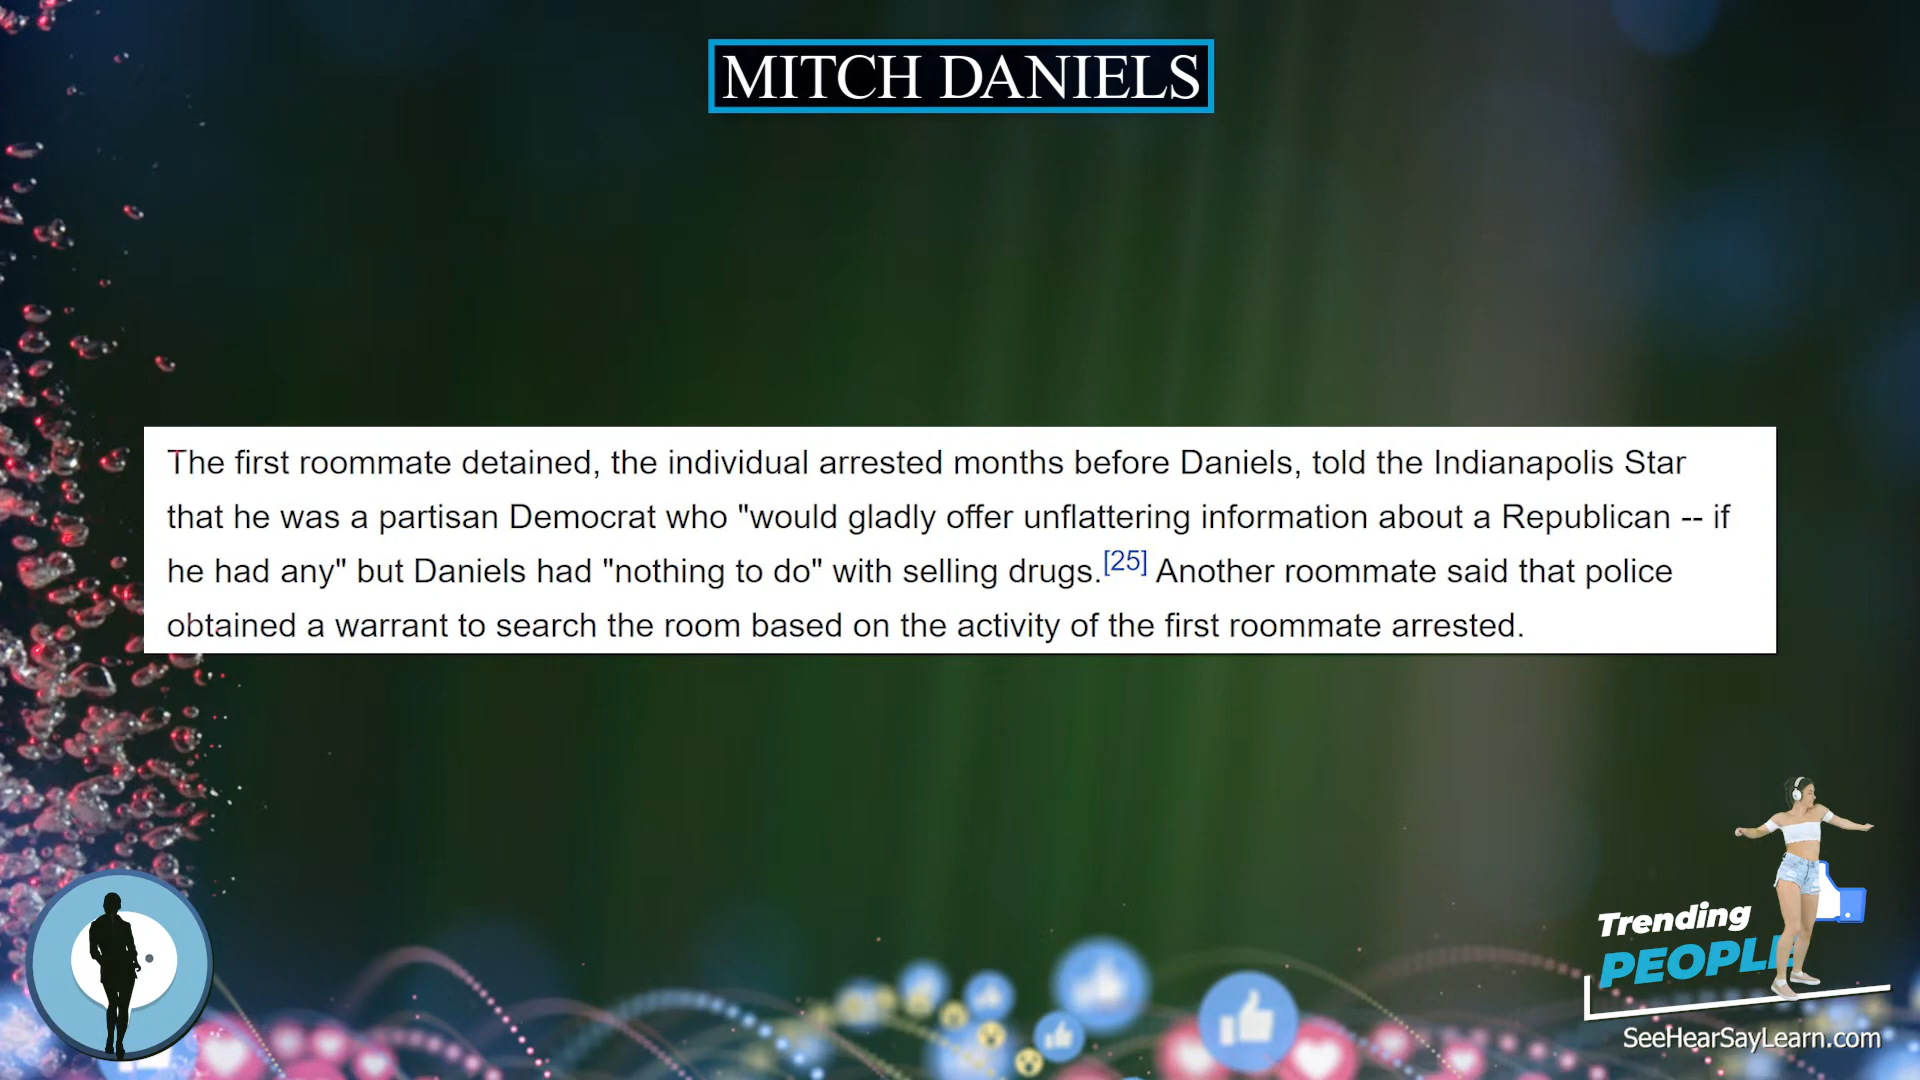 MITCH DANIELS
The first roommate detained, the individual arrested months before Daniels, told the Indianapolis Star
that he was a partisan Democrat who "would gladly offer unflattering information about a Republican -- if
he had any" but Daniels had "nothing to do" with selling drugs.[25] Another roommate said that police
obtained a warrant to search the room based on the activity of the first roommate arrested.
Trending
PEOPLE
SeeHearSayLearn.com